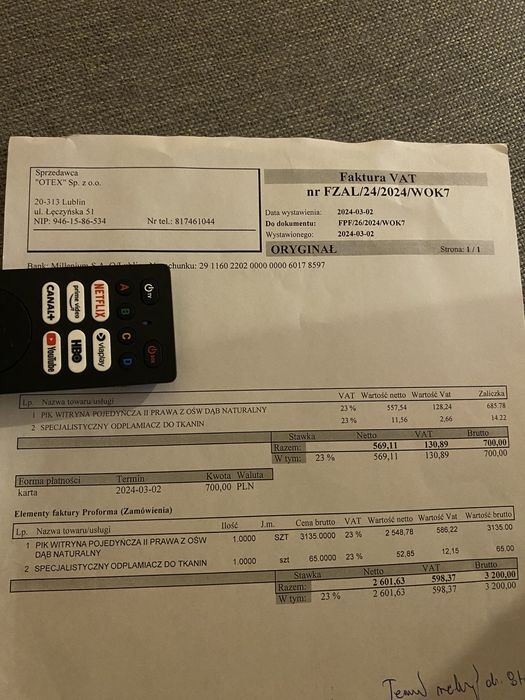 Sprzedawca
"OTEX" Sp. z o.o.
20-313 Lublin
ul. Łęczyńska 51
NIP: 946-15-86-534 Nr tel.: 817461044
Faktura VAT
nr FZAL/24/2024/WOK7
Data wystawienia: 2024-03-02
Do dokumentu: FPF/26/2024/WOK7
Wystawionego: 2024-03-02
ORYGINAŁ Strona: 1 / 1
Bank: Millenium S.A. O/Lublin 29 1160 2202 0000 0000 6017 8597
TV
A
B
C
D
NETFLIX
prime video
CANAL+
viaplay
HBO
YouTube
Lp. Nazwa towaru/usługi VAT Wartość netto Wartość Vat Zaliczka
1 PIK WITRYNA POJEDYŃCZA II PRAWA Z OŚW DĄB NATURALNY 23 % 557,54 128,24 685.78
2 SPECJALISTYCZNY ODPLAMIACZ DO TKANIN 23 % 11,56 2,66 14.22
Stawka Netto VAT Brutto
Razem: 569,11 130,89 700,00
W tym: 23 % 569,11 130,89 700,00
Forma płatności Termin Kwota Waluta
karta 2024-03-02 700,00 PLN
Elementy faktury Proforma (Zamówienia)
Lp. Nazwa towaru/usługi Ilość J.m. Cena brutto VAT Wartość netto Wartość Vat Wartość brutto
1 PIK WITRYNA POJEDYŃCZA II PRAWA Z OŚW 1.0000 SZT 3135.0000 23 % 2 548,78 586,22 3135.00
DĄB NATURALNY
2 SPECJALISTYCZNY ODPLAMIACZ DO TKANIN 1.0000 szt 65.0000 23 % 52,85 12,15 65.00
Stawka Netto VAT Brutto
Razem: 2 601,63 598,37 3 200,00
W tym: 23 % 2 601,63 598,37 3 200,00